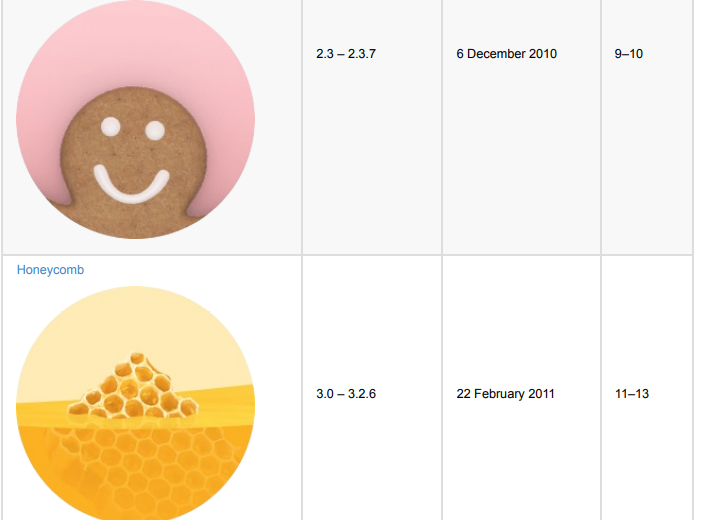 2.3 – 2.3.7 6 December 2010 9–10
Honeycomb
3.0 – 3.2.6 22 February 2011 11–13